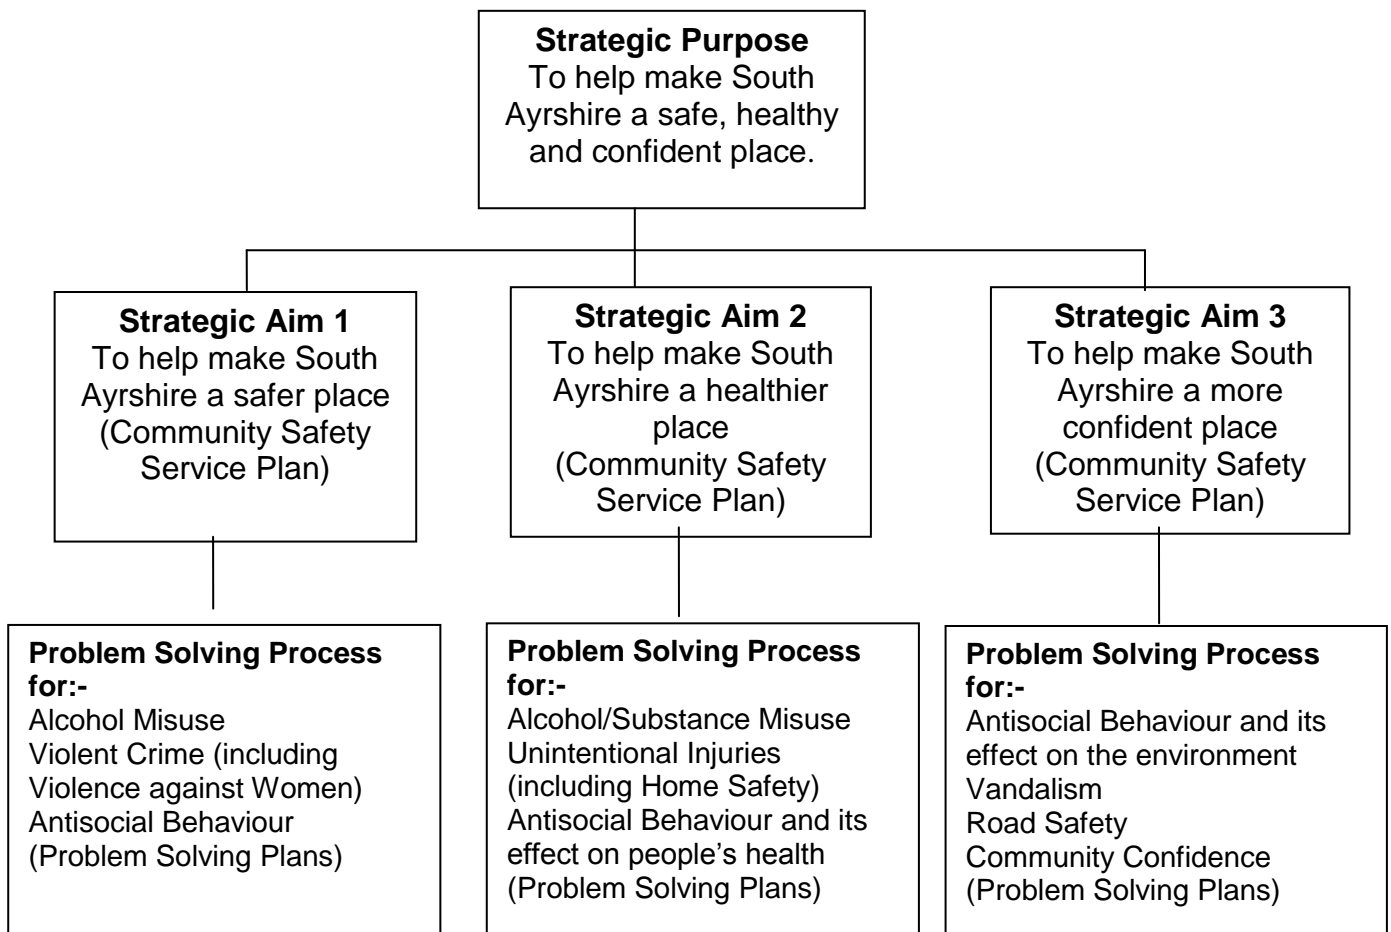 Strategic Purpose
To help make South
Ayrshire a safe, healthy
and confident place.
Strategic Aim 1
To help make South
Ayrshire a safer place
(Community Safety
Service Plan)
Strategic Aim 2
To help make South
Ayrshire a healthier
place
(Community Safety
Service Plan)
Strategic Aim 3
To help make South
Ayrshire a more
confident place
(Community Safety
Service Plan)
Problem Solving Process
for:-
Alcohol Misuse
Violent Crime (including
Violence against Women)
Antisocial Behaviour
(Problem Solving Plans)
Problem Solving Process
for:-
Alcohol/Substance Misuse
Unintentional Injuries
(including Home Safety)
Antisocial Behaviour and its
effect on people’s health
(Problem Solving Plans)
Problem Solving Process
for:-
Antisocial Behaviour and its
effect on the environment
Vandalism
Road Safety
Community Confidence
(Problem Solving Plans)